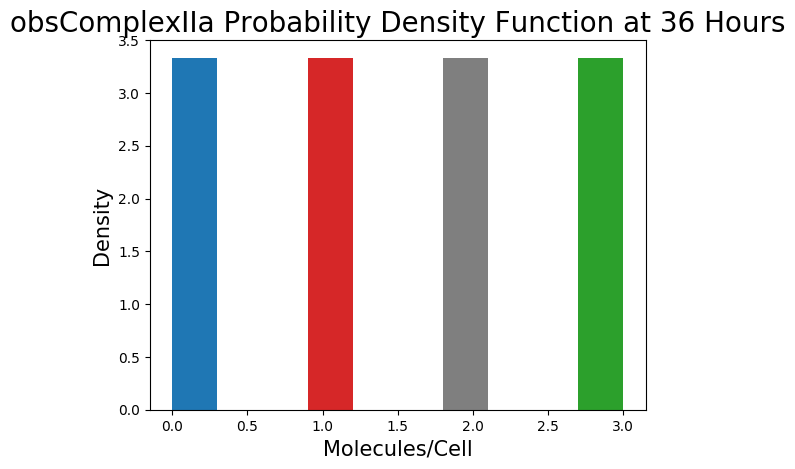 obsComplexIIa Probability Density Function at 36 Hours
3.5
3.0
2.5
2.0
1.5
1.0
0.5
0.0
Density
0.0 0.5 1.0 1.5 2.0 2.5 3.0
Molecules/Cell